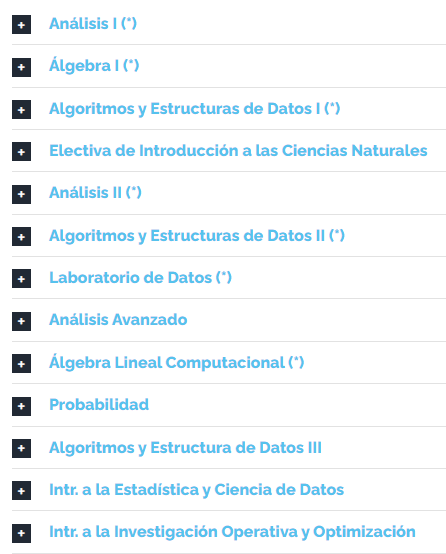 + Análisis I (*)
+ Álgebra I (*)
+ Algoritmos y Estructuras de Datos I (*)
+ Electiva de Introducción a las Ciencias Naturales
+ Análisis II (*)
+ Algoritmos y Estructuras de Datos II (*)
+ Laboratorio de Datos (*)
+ Análisis Avanzado
+ Álgebra Lineal Computacional (*)
+ Probabilidad
+ Algoritmos y Estructura de Datos III
+ Intr. a la Estadística y Ciencia de Datos
+ Intr. a la Investigación Operativa y Optimización